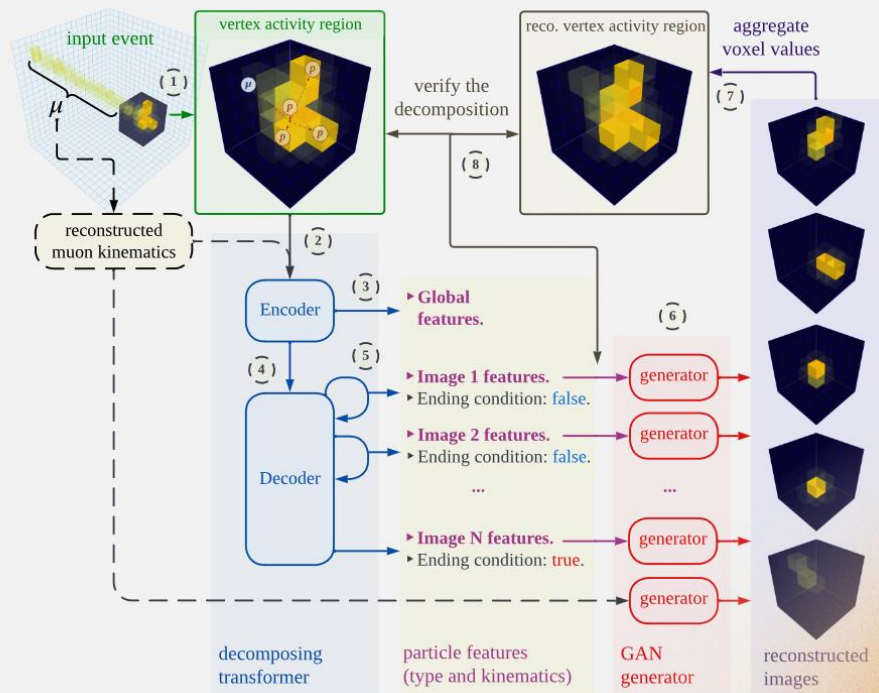 input event
vertex activity region
reco. vertex activity region
aggregate
voxel values
(1)
μ
μ
p
p
p
p
verify the
decomposition
(7)
(8)
reconstructed
muon kinematics
(2)
Encoder
(3)
▸ Global
features.
(6)
(4)
(5)
▸ Image 1 features.
▸ Ending condition: false.
generator
▸ Image 2 features.
▸ Ending condition: false.
generator
Decoder
...
...
▸ Image N features.
▸ Ending condition: true.
generator
generator
decomposing
transformer
particle features
(type and kinematics)
GAN
generator
reconstructed
images